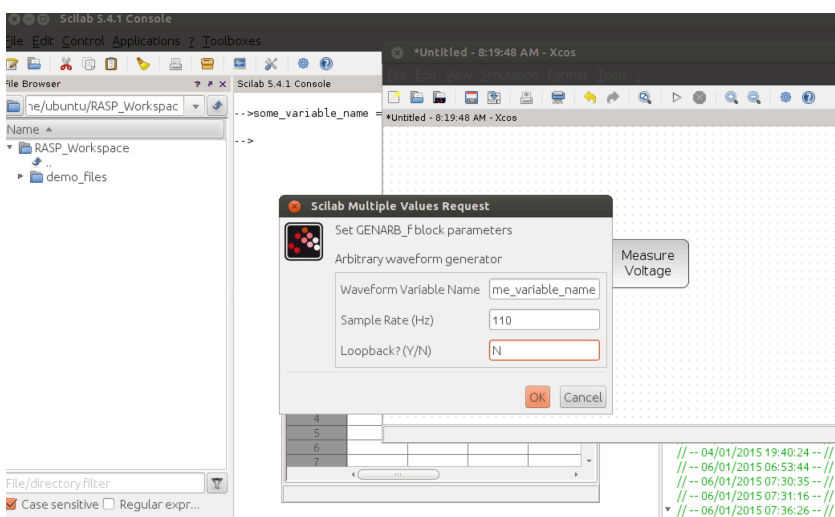 Scilab 5.4.1 Console
File Edit Control Applications ? Toolboxes
File Browser
? ↗ x
Scilab 5.4.1 Console
ne/ubuntu/RASP_Workspac
Name
RASP_Workspace
..
demo_files
-->some_variable_name =
-->
*Untitled - 8:19:48 AM - Xcos
File Edit View Simulation Format Tools ?
*Untitled - 8:19:48 AM - Xcos
Measure
Voltage
Scilab Multiple Values Request
Set GENARB_f block parameters
Arbitrary waveform generator
Waveform Variable Name me_variable_name
Sample Rate (Hz) 110
Loopback? (Y/N) N
OK Cancel
4
5
6
7
File/directory filter
Case sensitive Regular expr...
// -- 04/01/2015 19:40:24 -- //
// -- 06/01/2015 06:53:44 -- //
// -- 06/01/2015 07:30:35 -- //
// -- 06/01/2015 07:31:16 -- //
// -- 06/01/2015 07:36:26 -- //